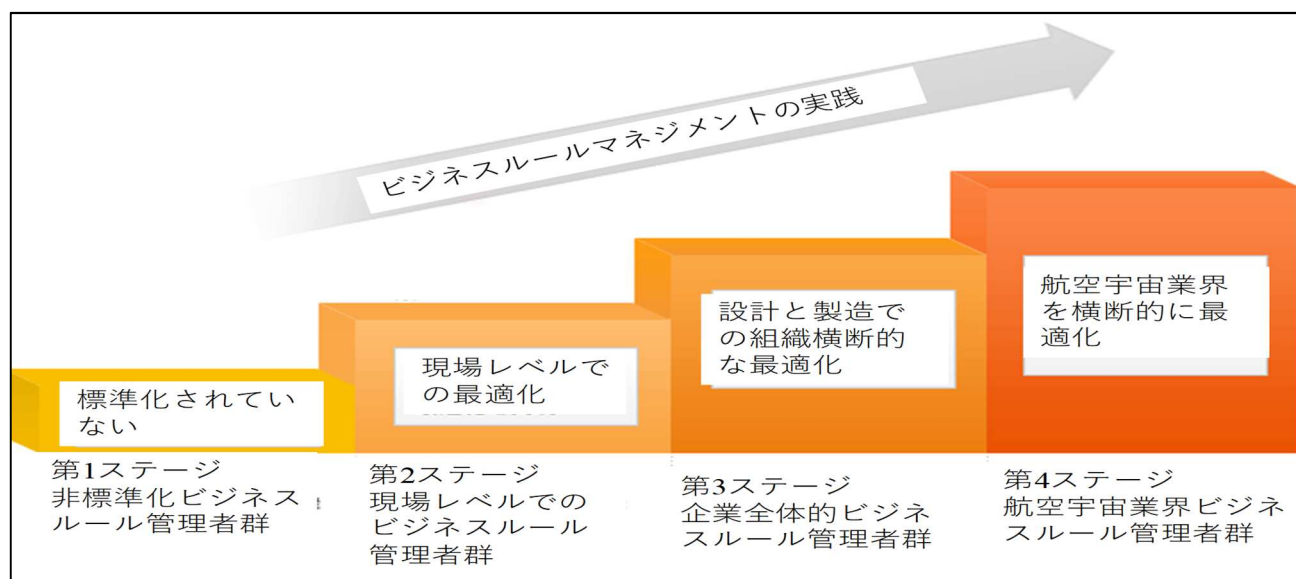 ビジネスルールマネジメントの実践
標準化されてい
ない
現場レベルで
の最適化
設計と製造で
の組織横断的
な最適化
航空宇宙業界
を横断的に最
適化
第1ステージ
非標準化ビジネス
ルール管理者群
第2ステージ
現場レベルでの
ビジネスルール
管理者群
第3ステージ
企業全体的ビジネ
スルール管理者群
第4ステージ
航空宇宙業界ビジネ
スルール管理者群